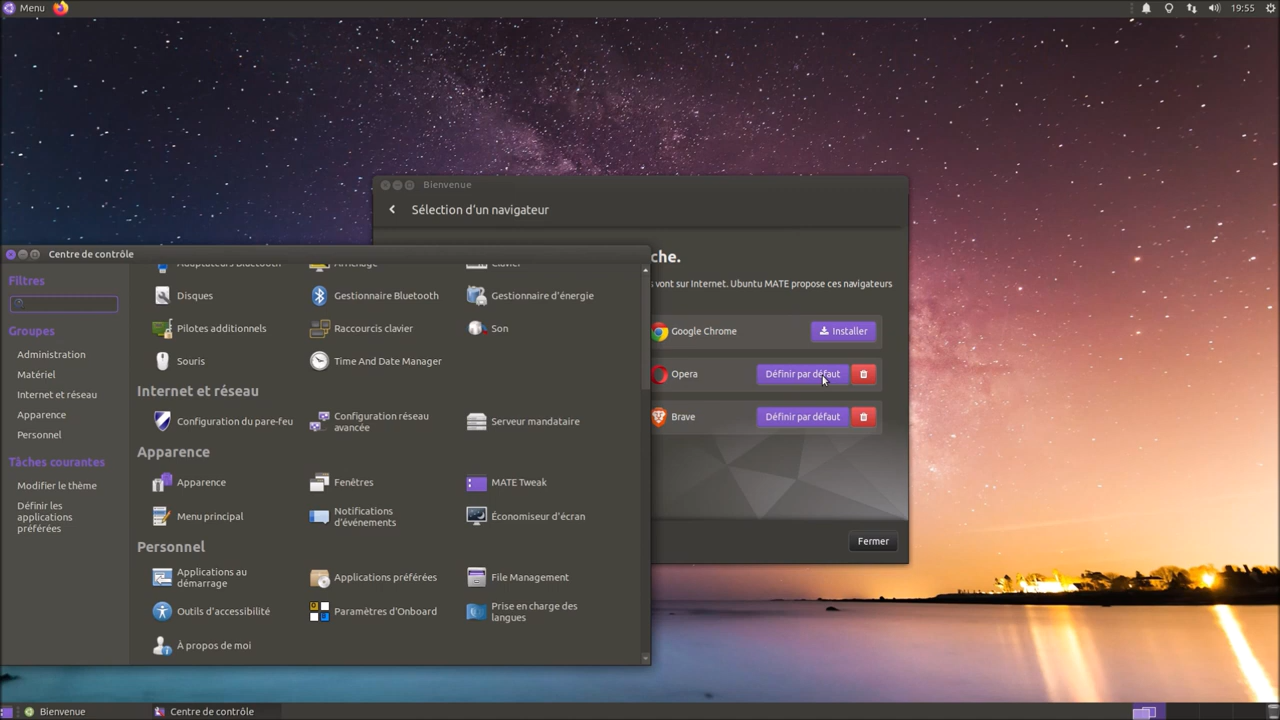 Menu
19:55
Bienvenue
Sélection d'un navigateur
che.
s vont sur Internet. Ubuntu MATE propose ces navigateurs
Google Chrome
Installer
Opera
Définir par défaut
Brave
Définir par défaut
Fermer
Centre de contrôle
Filtres
Groupes
Administration
Matériel
Internet et réseau
Apparence
Personnel
Tâches courantes
Modifier le thème
Définir les
applications
préférées
Adaptateurs Bluetooth
Affichage
Clavier
Disques
Gestionnaire Bluetooth
Gestionnaire d'énergie
Pilotes additionnels
Raccourcis clavier
Son
Souris
Time And Date Manager
Internet et réseau
Configuration du pare-feu
Configuration réseau
avancée
Serveur mandataire
Apparence
Apparence
Fenêtres
MATE Tweak
Menu principal
Notifications
d'événements
Économiseur d'écran
Personnel
Applications au
démarrage
Applications préférées
File Management
Outils d'accessibilité
Paramètres d'Onboard
Prise en charge des
langues
À propos de moi
Bienvenue
Centre de contrôle